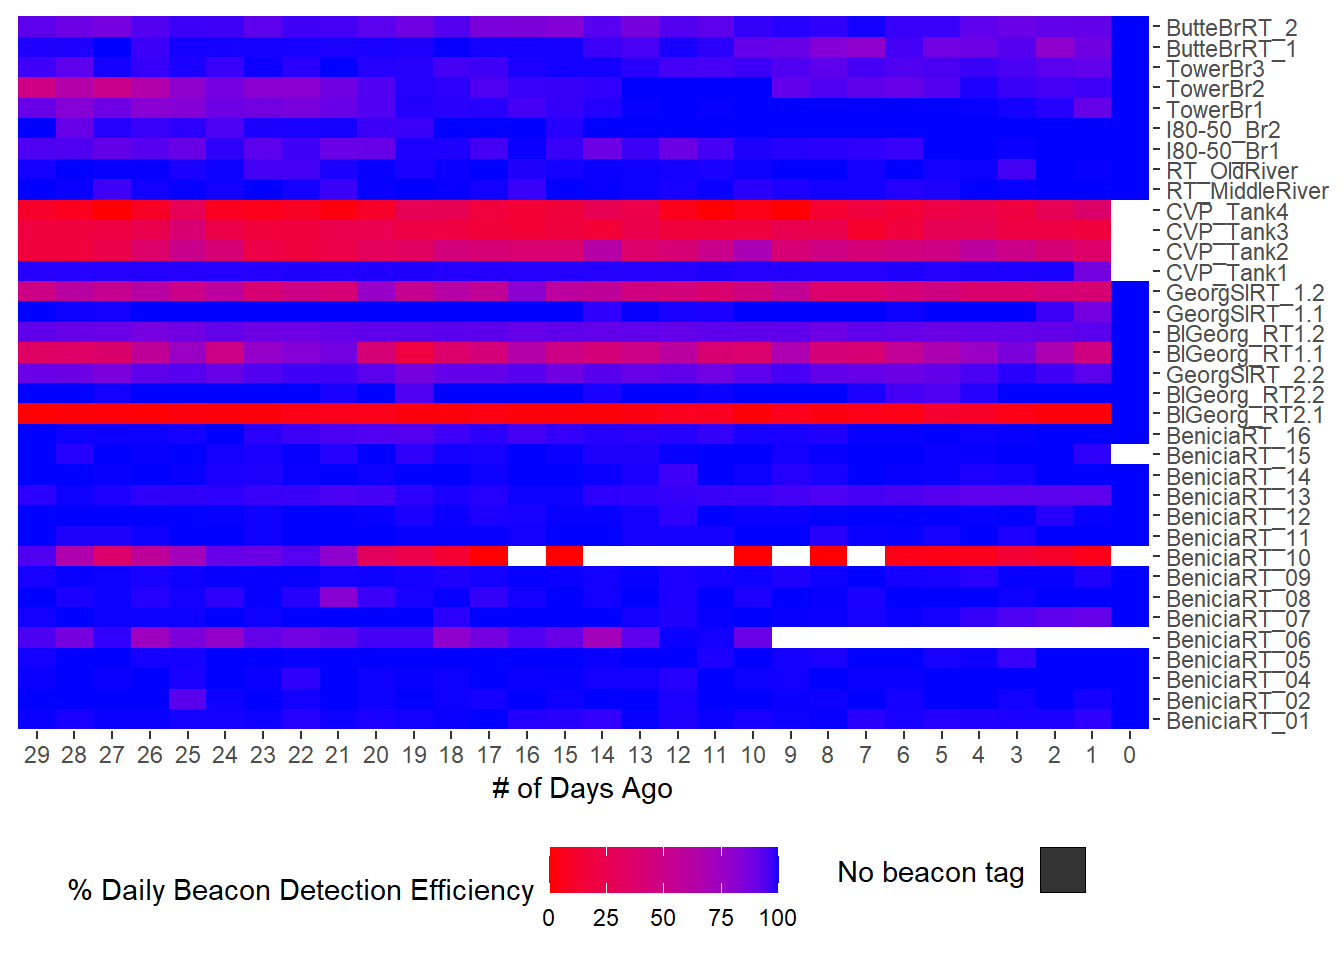 ButteBrRT_2
ButteBrRT_1
TowerBr3
TowerBr2
TowerBr1
I80-50_Br2
I80-50_Br1
RT_OldRiver
RT_MiddleRiver
CVP_Tank4
CVP_Tank3
CVP_Tank2
CVP_Tank1
GeorgSlRT_1.2
GeorgSlRT_1.1
BlGeorg_RT1.2
BlGeorg_RT1.1
GeorgSlRT_2.2
BlGeorg_RT2.2
BlGeorg_RT2.1
BeniciaRT_16
BeniciaRT_15
BeniciaRT_14
BeniciaRT_13
BeniciaRT_12
BeniciaRT_11
BeniciaRT_10
BeniciaRT_09
BeniciaRT_08
BeniciaRT_07
BeniciaRT_06
BeniciaRT_05
BeniciaRT_04
BeniciaRT_02
BeniciaRT_01
29 28 27 26 25 24 23 22 21 20 19 18 17 16 15 14 13 12 11 10 9 8 7 6 5 4 3 2 1 0
# of Days Ago
% Daily Beacon Detection Efficiency
0 25 50 75 100
No beacon tag